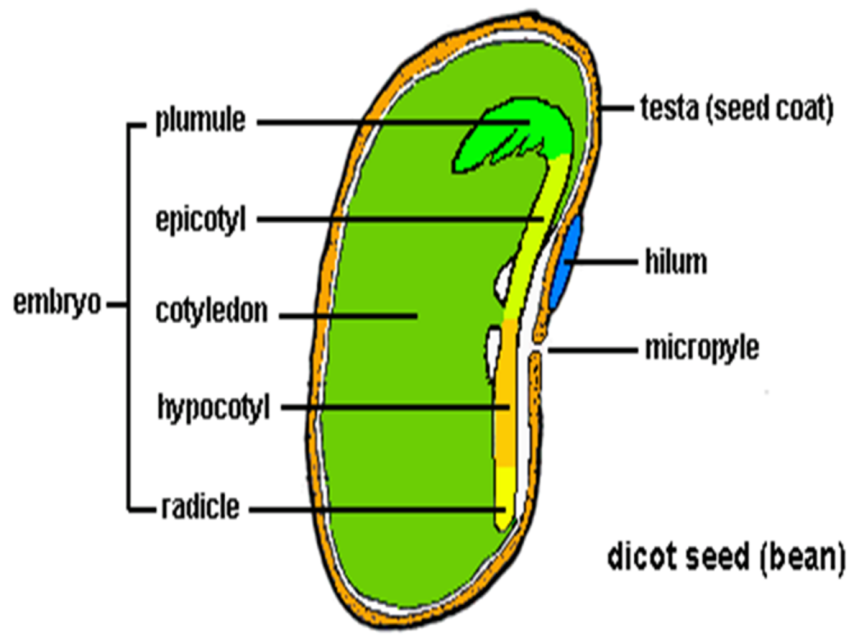 plumule
testa (seed coat)
epicotyl
hilum
embryo
cotyledon
micropyle
hypocotyl
radicle
dicot seed (bean)